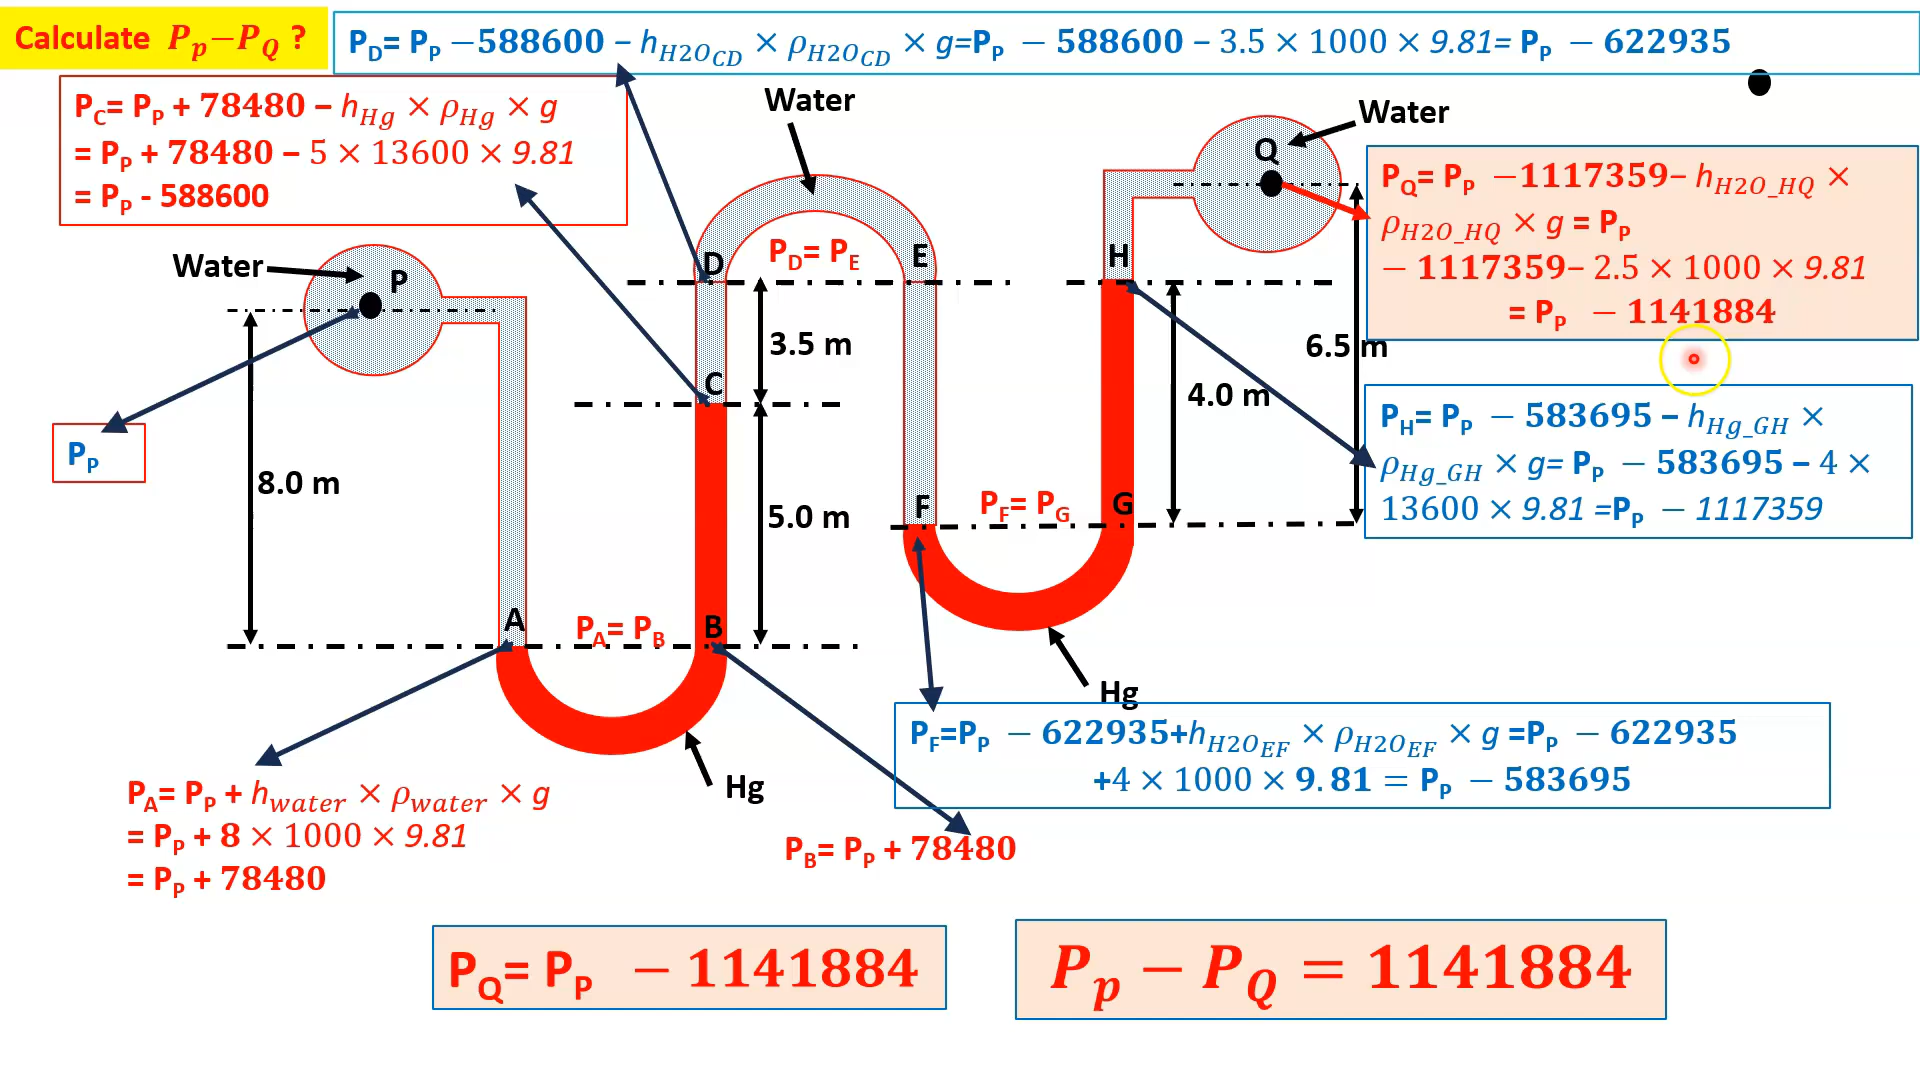 Calculate P_p−P_Q ?
P_D= P_P −588600 – h_H2O_CD × ρ_H2O_CD × g=P_P − 588600 – 3.5 × 1000 × 9.81= P_P − 622935
P_C= P_P + 78480 – h_Hg × ρ_Hg × g
= P_P + 78480 – 5 × 13600 × 9.81
= P_P - 588600
Water
Water
Q
P_Q= P_P −1117359– h_H2O_HQ ×
ρ_H2O_HQ × g = P_P
− 1117359– 2.5 × 1000 × 9.81
= P_P − 1141884
Water
P
D
P_D= P_E
E
H
3.5 m
6.5 m
C
4.0 m
P_H= P_P − 583695 – h_Hg_GH ×
ρ_Hg_GH × g= P_P − 583695 – 4 ×
13600 × 9.81 =P_P − 1117359
P_P
8.0 m
5.0 m
F
P_F= P_G
G
A
P_A= P_B
B
Hg
P_F=P_P − 622935+h_H2O_EF × ρ_H2O_EF × g =P_P − 622935
+4 × 1000 × 9.81 = P_P − 583695
Hg
P_A= P_P + h_water × ρ_water × g
= P_P + 8 × 1000 × 9.81
= P_P + 78480
P_B= P_P + 78480
P_Q= P_P − 1141884
P_p − P_Q = 1141884